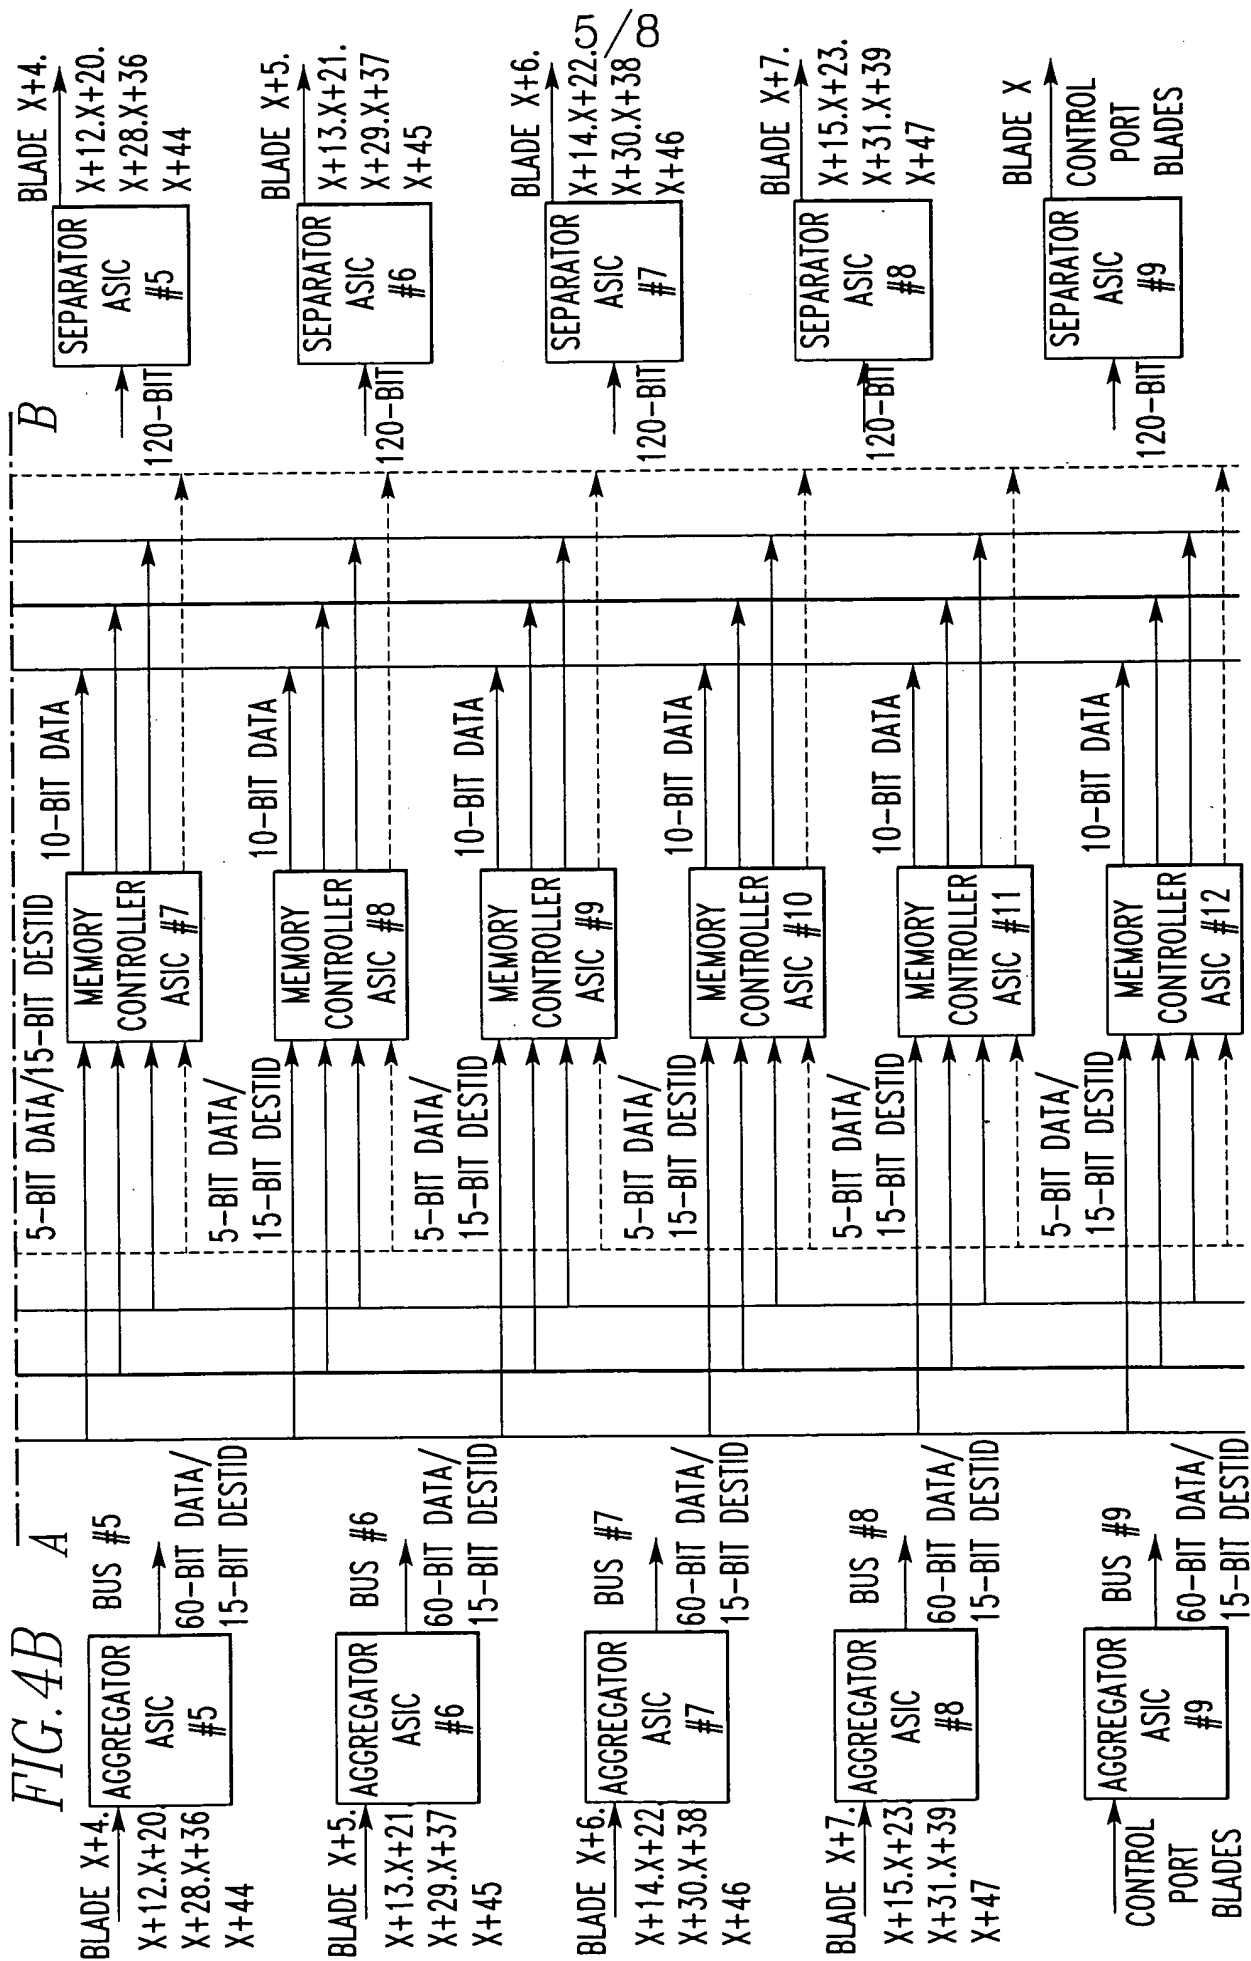 5/8
FIG.4B
A
B
BLADE X+4.
X+12.X+20.
X+28.X+36
X+44
AGGREGATOR
ASIC
#5
BUS #5
60-BIT DATA/
15-BIT DESTID
BLADE X+5.
X+13.X+21.
X+29.X+37
X+45
AGGREGATOR
ASIC
#6
BUS #6
60-BIT DATA/
15-BIT DESTID
BLADE X+6.
X+14.X+22.
X+30.X+38
X+46
AGGREGATOR
ASIC
#7
BUS #7
60-BIT DATA/
15-BIT DESTID
BLADE X+7.
X+15.X+23.
X+31.X+39
X+47
AGGREGATOR
ASIC
#8
BUS #8
60-BIT DATA/
15-BIT DESTID
CONTROL
PORT
BLADES
AGGREGATOR
ASIC
#9
BUS #9
60-BIT DATA/
15-BIT DESTID
5-BIT DATA/15-BIT DESTID
MEMORY
CONTROLLER
ASIC #7
10-BIT DATA
5-BIT DATA/
15-BIT DESTID
MEMORY
CONTROLLER
ASIC #8
10-BIT DATA
5-BIT DATA/
15-BIT DESTID
MEMORY
CONTROLLER
ASIC #9
10-BIT DATA
5-BIT DATA/
15-BIT DESTID
MEMORY
CONTROLLER
ASIC #10
10-BIT DATA
5-BIT DATA/
15-BIT DESTID
MEMORY
CONTROLLER
ASIC #11
10-BIT DATA
5-BIT DATA/
15-BIT DESTID
MEMORY
CONTROLLER
ASIC #12
10-BIT DATA
120-BIT
SEPARATOR
ASIC
#5
BLADE X+4.
X+12.X+20.
X+28.X+36
X+44
120-BIT
SEPARATOR
ASIC
#6
BLADE X+5.
X+13.X+21.
X+29.X+37
X+45
120-BIT
SEPARATOR
ASIC
#7
BLADE X+6.
X+14.X+22.
X+30.X+38
X+46
120-BIT
SEPARATOR
ASIC
#8
BLADE X+7.
X+15.X+23.
X+31.X+39
X+47
120-BIT
SEPARATOR
ASIC
#9
BLADE X
CONTROL
PORT
BLADES